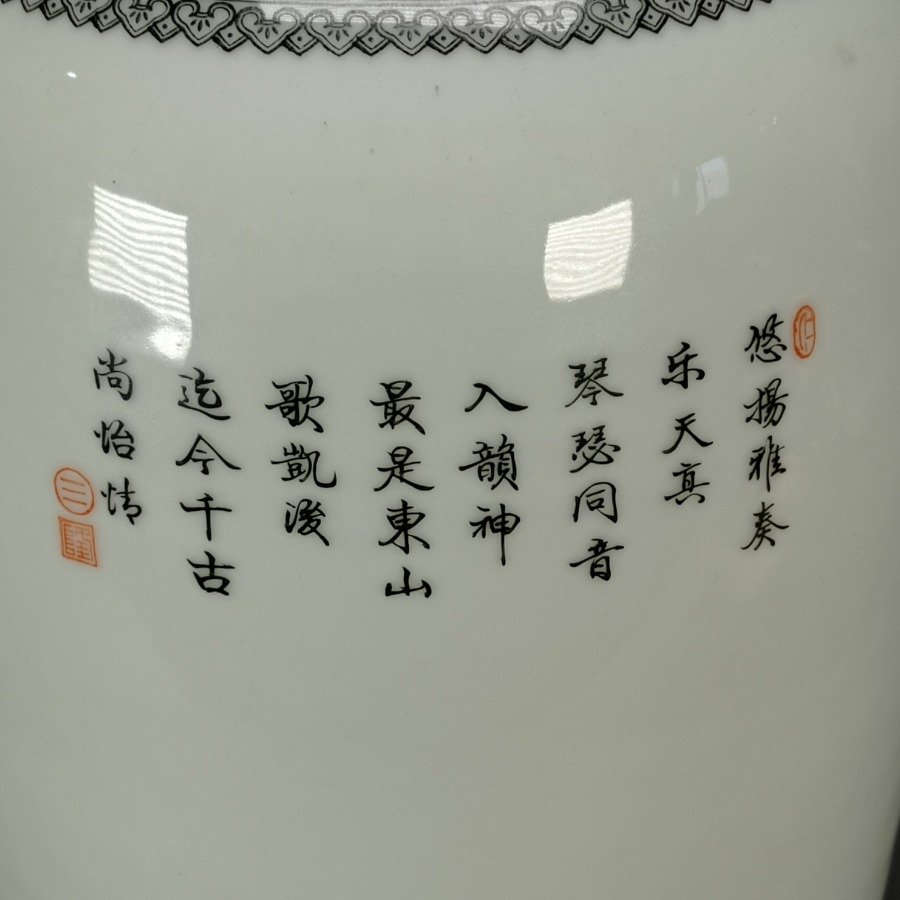 悠揚雅奏
乐天真
琴瑟同音
入韻神
最是東山
歌凱浚
迄今千古
尚怡情